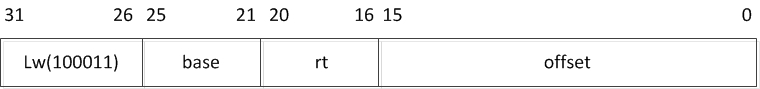 31 26 25 21 20 16 15 0
Lw(100011) base rt offset